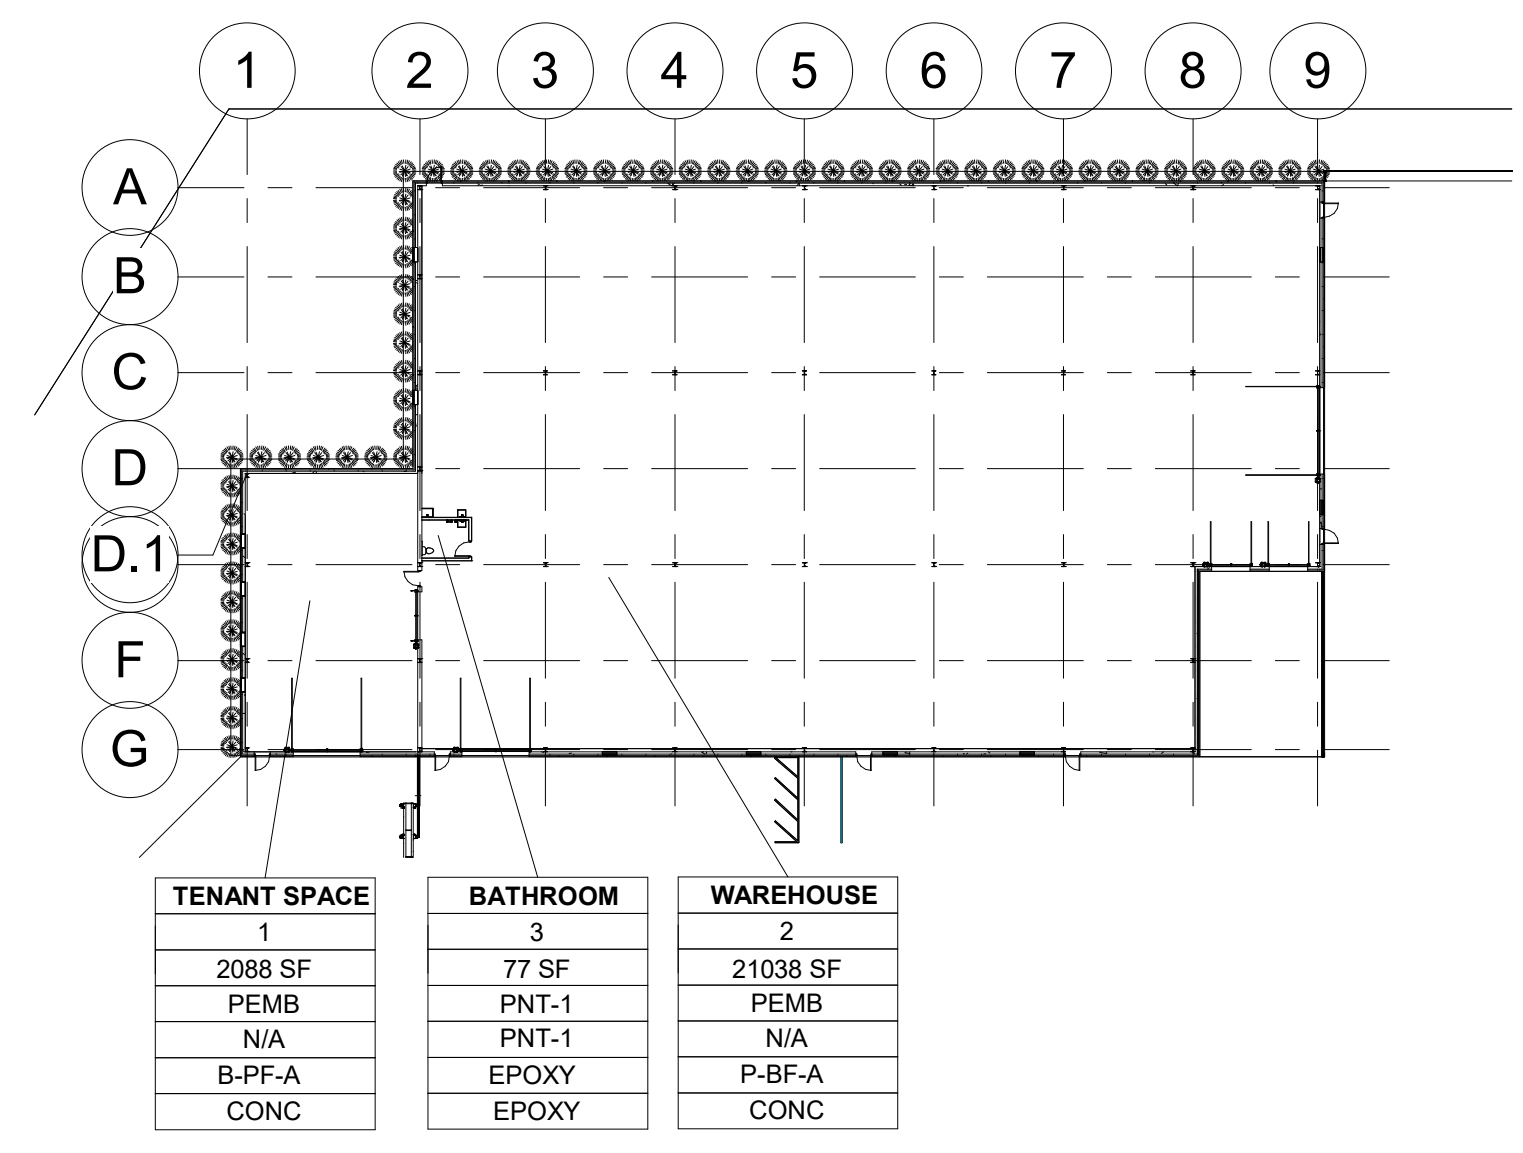 1 2 3 4 5 6 7 8 9
A
B
C
D
D.1
F
G
TENANT SPACE
1
2088 SF
PEMB
N/A
B-PF-A
CONC
BATHROOM
3
77 SF
PNT-1
PNT-1
EPOXY
EPOXY
WAREHOUSE
2
21038 SF
PEMB
N/A
P-BF-A
CONC